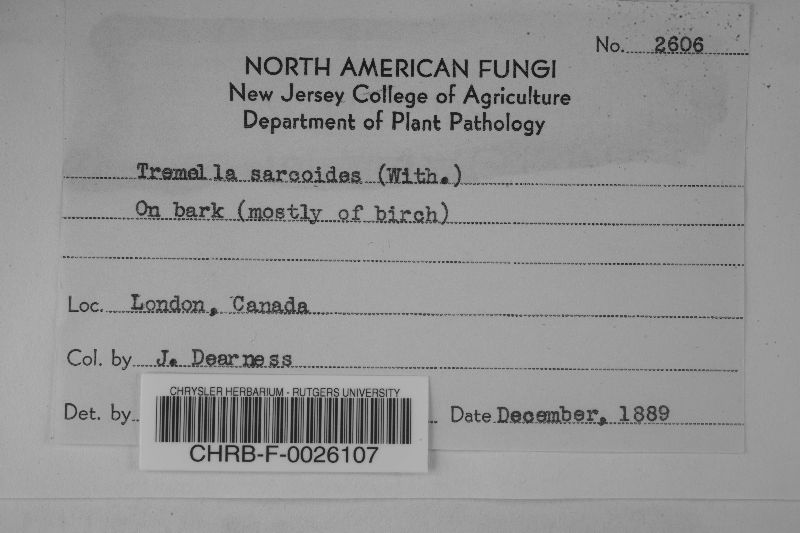 No. 2606
NORTH AMERICAN FUNGI
New Jersey College of Agriculture
Department of Plant Pathology
Tremella sarcoides (With.)
On bark (mostly of birch)
Loc. London, Canada
Col. by J. Dearness
Det. by
Date December, 1889
CHRYSLER HERBARIUM - RUTGERS UNIVERSITY
CHRB-F-0026107